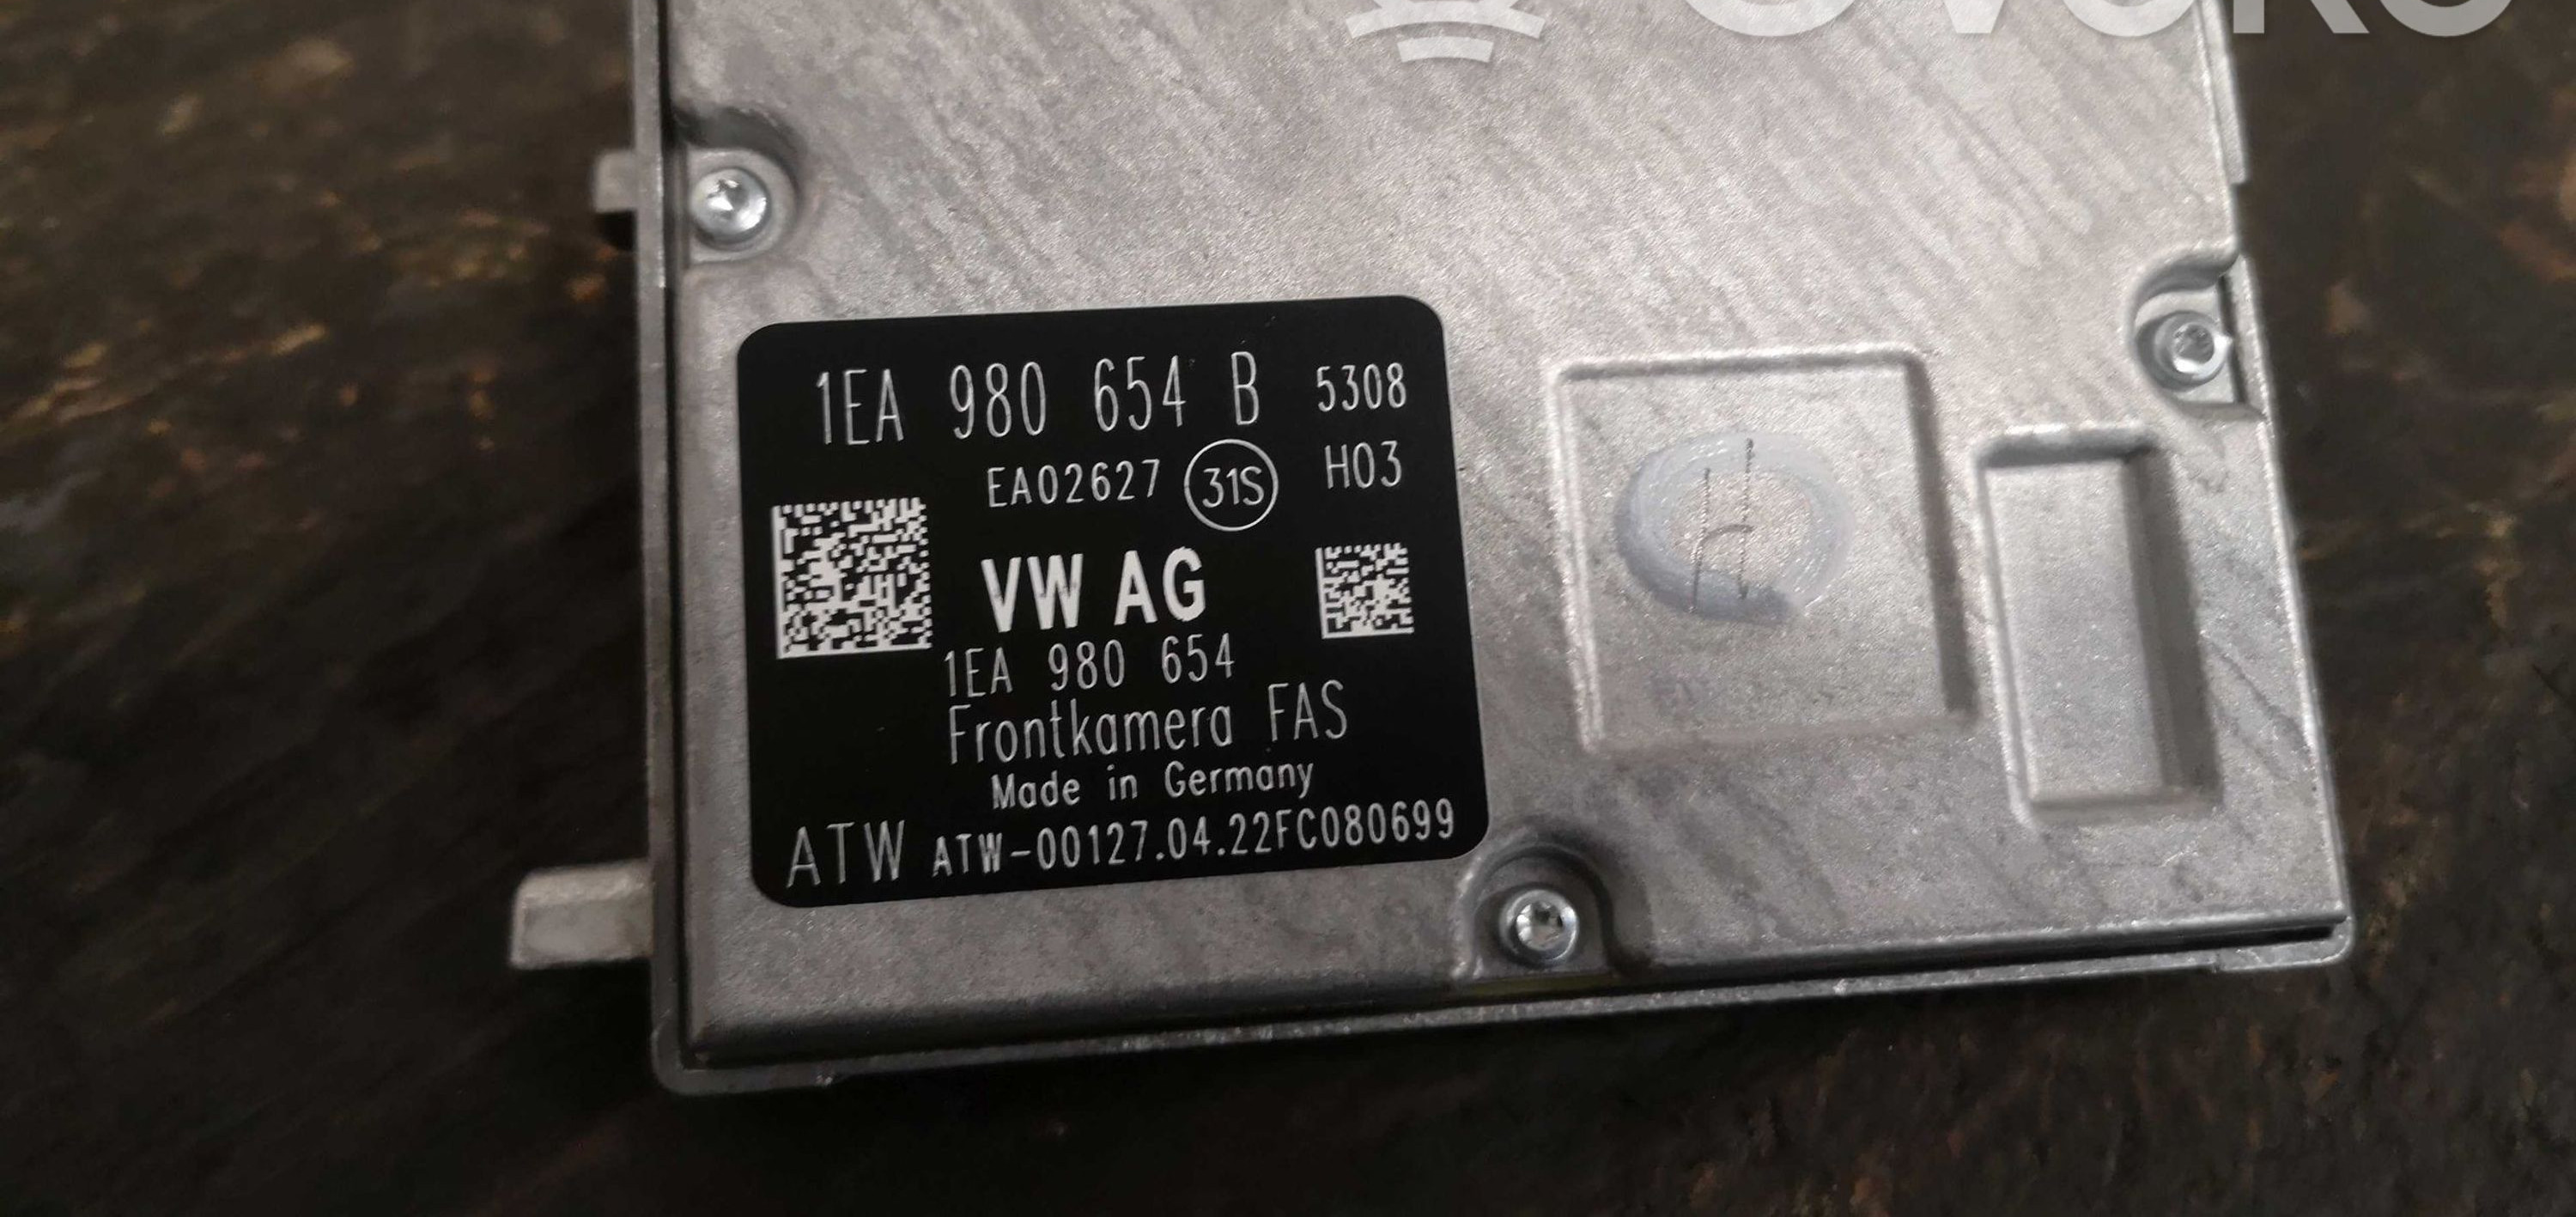 1EA 980 654 B 5308
EA02627 31S H03
VW AG
1EA 980 654
Frontkamera FAS
Made in Germany
ATW ATW-00127.04.22FC080699